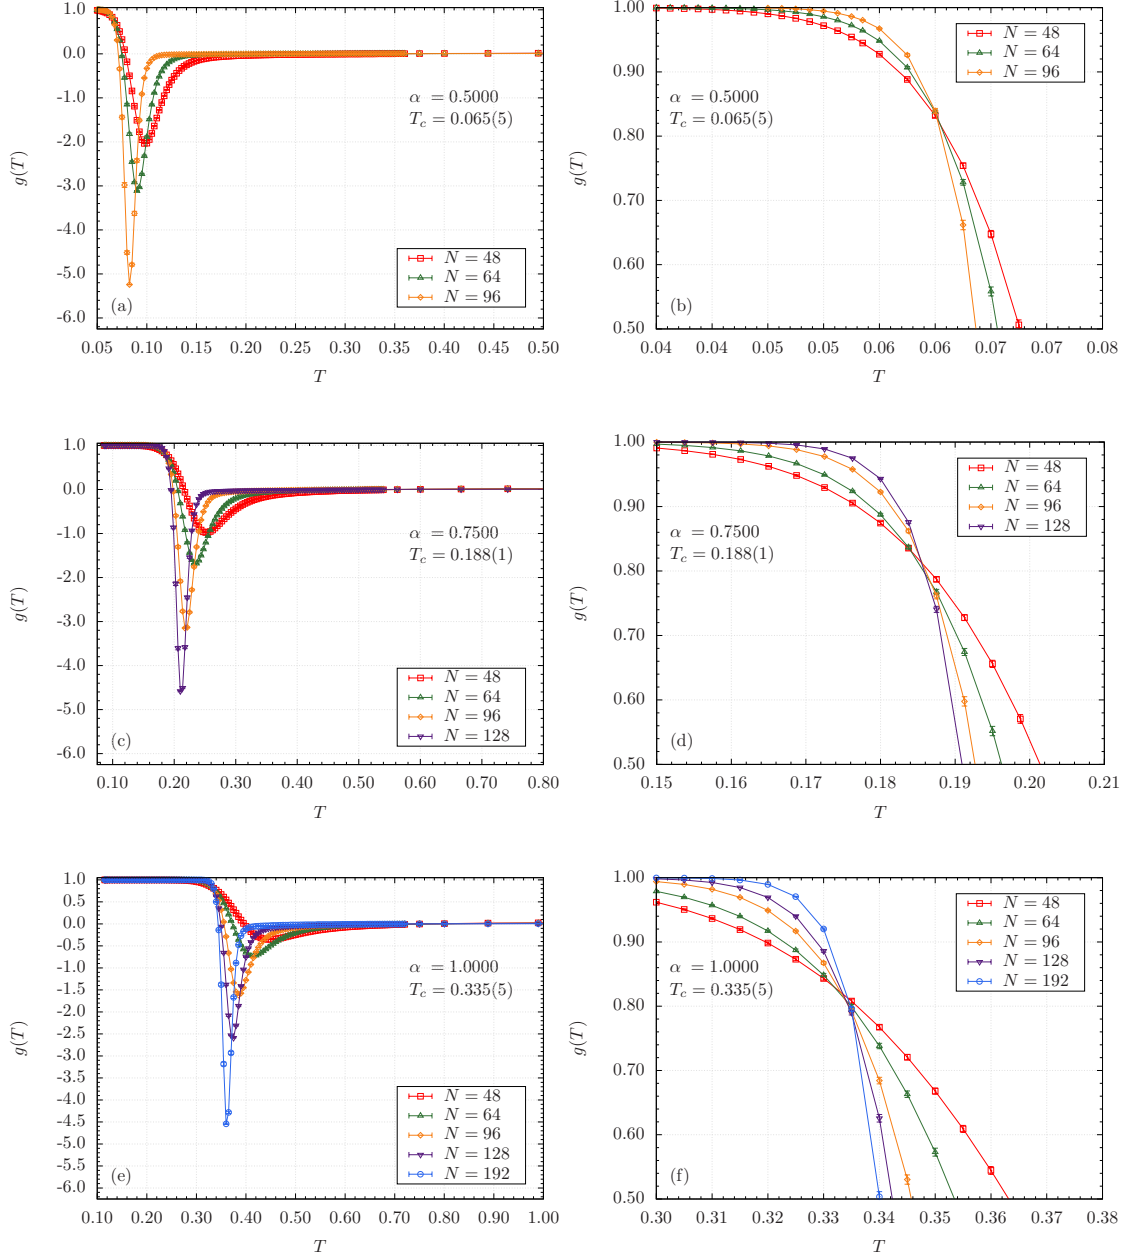 1.0
0.0
-1.0
-2.0
-3.0
-4.0
-5.0
-6.0
g(T)
α = 0.5000
T_c = 0.065(5)
N = 48
N = 64
N = 96
(a)
0.05 0.10 0.15 0.20 0.25 0.30 0.35 0.40 0.45 0.50
T
1.00
0.90
0.80
0.70
0.60
0.50
g(T)
N = 48
N = 64
N = 96
α = 0.5000
T_c = 0.065(5)
(b)
0.04 0.04 0.05 0.05 0.06 0.06 0.07 0.07 0.08
T
1.0
0.0
-1.0
-2.0
-3.0
-4.0
-5.0
-6.0
g(T)
α = 0.7500
T_c = 0.188(1)
N = 48
N = 64
N = 96
N = 128
(c)
0.10 0.20 0.30 0.40 0.50 0.60 0.70 0.80
T
1.00
0.90
0.80
0.70
0.60
0.50
g(T)
N = 48
N = 64
N = 96
N = 128
α = 0.7500
T_c = 0.188(1)
(d)
0.15 0.16 0.17 0.18 0.19 0.20 0.21
T
1.0
0.5
0.0
-0.5
-1.0
-1.5
-2.0
-2.5
-3.0
-3.5
-4.0
-4.5
-5.0
-5.5
-6.0
g(T)
α = 1.0000
T_c = 0.335(5)
N = 48
N = 64
N = 96
N = 128
N = 192
(e)
0.10 0.20 0.30 0.40 0.50 0.60 0.70 0.80 0.90 1.00
T
1.00
0.90
0.80
0.70
0.60
0.50
g(T)
N = 48
N = 64
N = 96
N = 128
N = 192
α = 1.0000
T_c = 0.335(5)
(f)
0.30 0.31 0.32 0.33 0.34 0.35 0.36 0.37 0.38
T